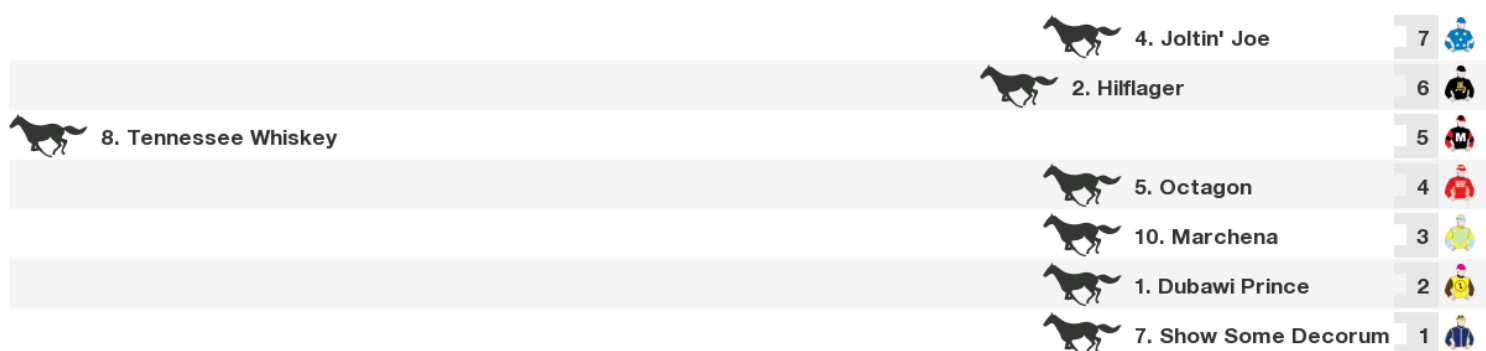 4. Joltin' Joe 7
2. Hilflager 6
8. Tennessee Whiskey 5
M
5. Octagon 4
10. Marchena 3
1. Dubawi Prince 2
7. Show Some Decorum 1